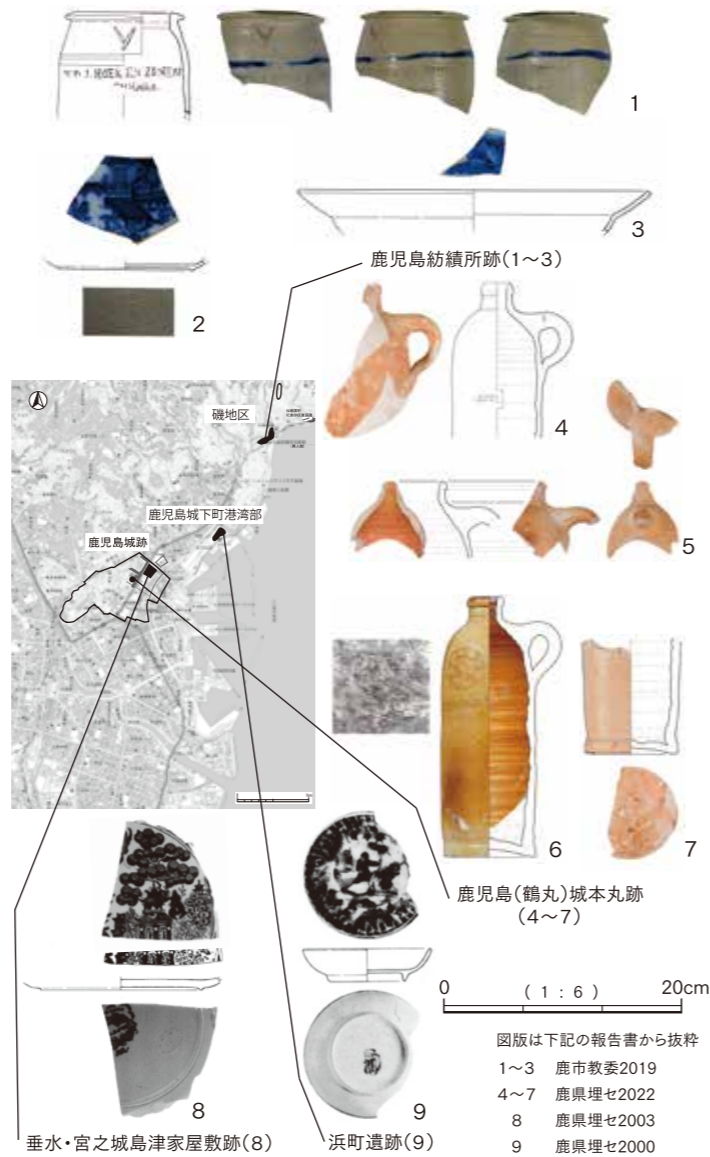 1
2
3
鹿児島紡績所跡(1〜3)
4
5
磯地区
鹿児島城下町港湾部
鹿児島城跡
6
7
鹿児島(鶴丸)城本丸跡
(4〜7)
8
9
垂水・宮之城島津家屋敷跡(8)
浜町遺跡(9)
0 (1:6) 20cm
図版は下記の報告書から抜粋
1〜3 鹿市教委2019
4〜7 鹿県埋セ2022
8 鹿県埋セ2003
9 鹿県埋セ2000